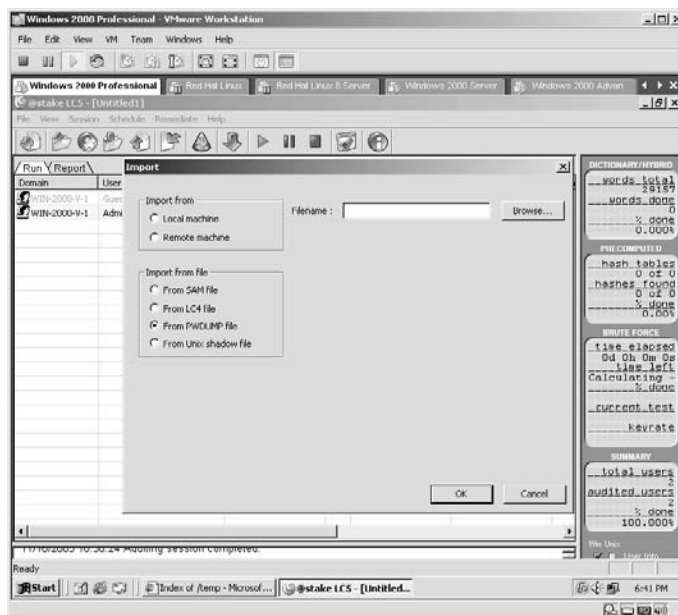 Windows 2000 Professional - VMware Workstation
File Edit View VM Team Windows Help
Windows 2000 Professional Red Hat Linux Red Hat Linux 8 Server Windows 2000 Server Windows 2000 Advan
@stake LC5 - [Untitled1]
File View Session Schedule Remediate Help
Run Report
Domain User
WIN-2000-V-1 Gues
WIN-2000-V-1 Admi
Import
Import from
Local machine
Remote machine
Filename :
Browse...
Import from file
From SAM file
From LC4 file
From PWDUMP file
From Unix shadow file
OK Cancel
DICTIONARY/HYBRID
words total
29157
words done
0
% done
0.000%
PRECOMPUTED
hash tables
0 of 0
hashes found
0 of 0
% done
0.00%
BRUTE FORCE
time elapsed
0d 0h 0m 0s
time left
Calculating -
% done
current test
keyrate
SUMMARY
total users
2
audited users
2
% done
100.000%
Win Unix
User Info
Auditing session completed.
Ready
Start Index of /temp - Microsof... @stake LC5 - [Untitled... 6:41 PM